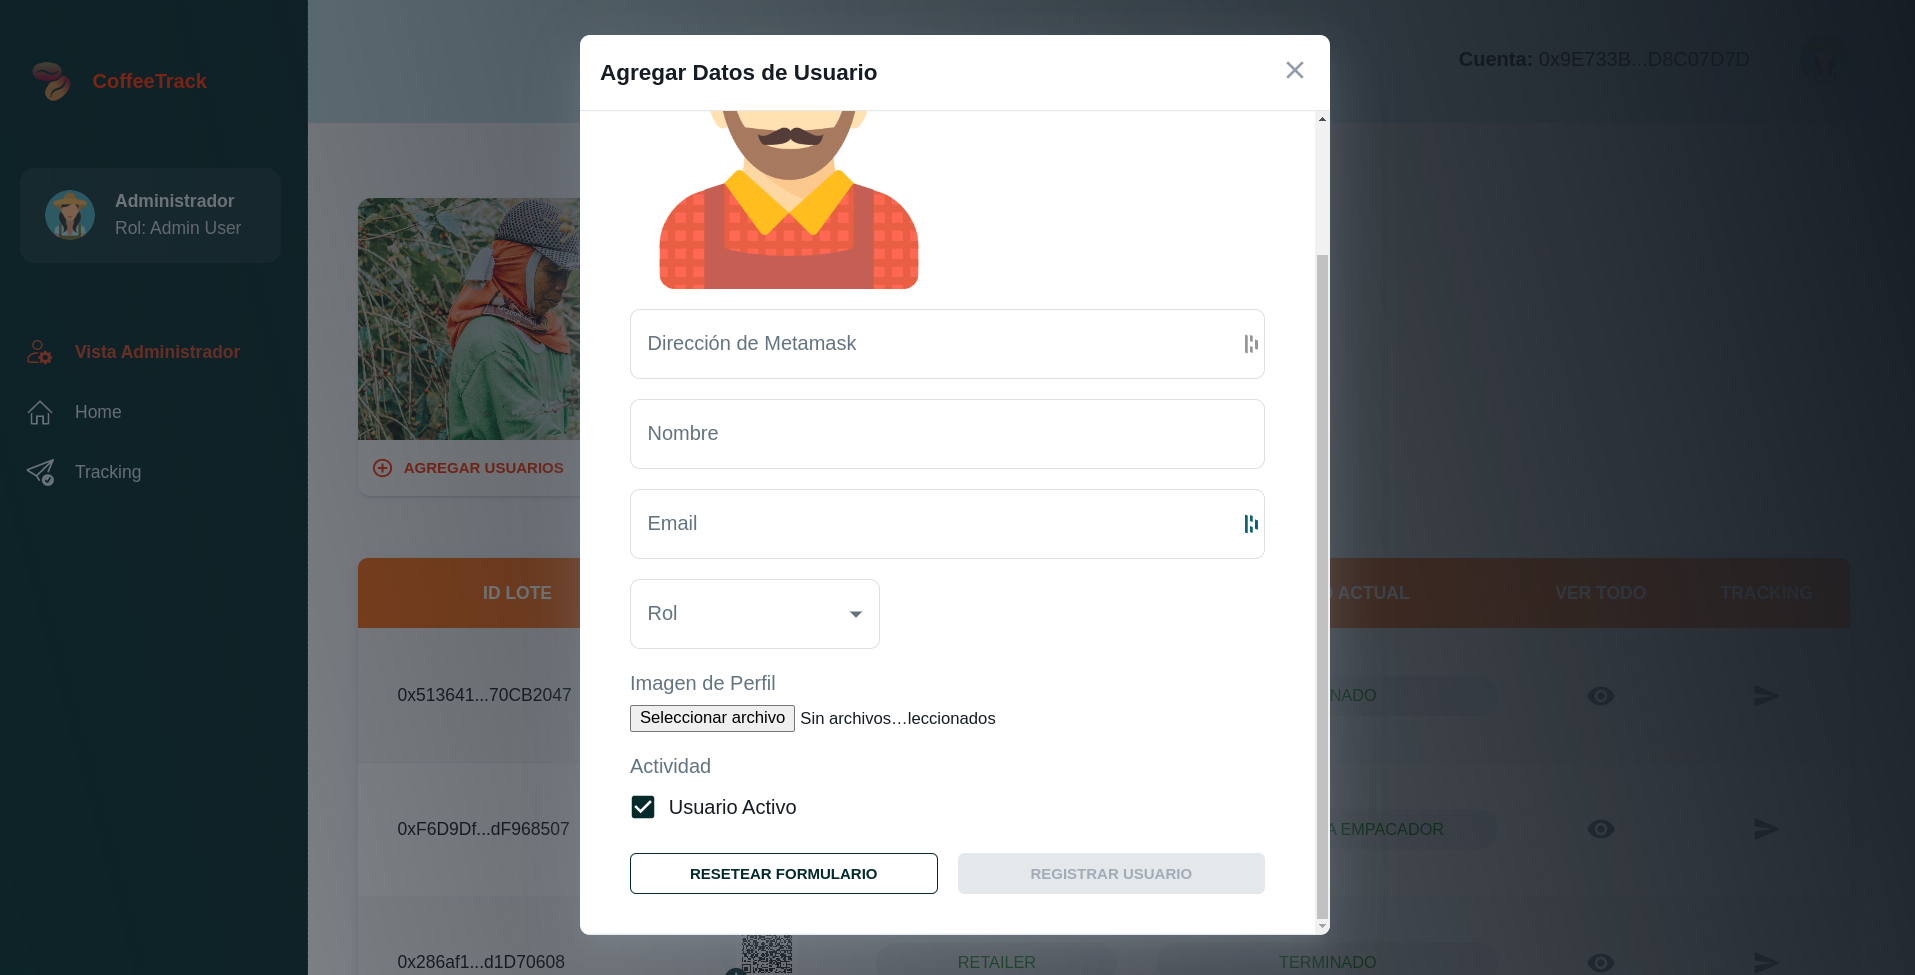 CoffeeTrack
Cuenta: 0x9E733B...D8C07D7D
Administrador
Rol: Admin User
Vista Administrador
Home
Tracking
AGREGAR USUARIOS
Agregar Datos de Usuario
Dirección de Metamask
Nombre
Email
Rol
Imagen de Perfil
Seleccionar archivo Sin archivos…leccionados
Actividad
Usuario Activo
RESETEAR FORMULARIO REGISTRAR USUARIO
ID LOTE ACTUAL VER TODO TRACKING
0x513641...70CB2047
0xF6D9Df...dF968507 EMPACADOR
0x286af1...d1D70608 RETAILER TERMINADO